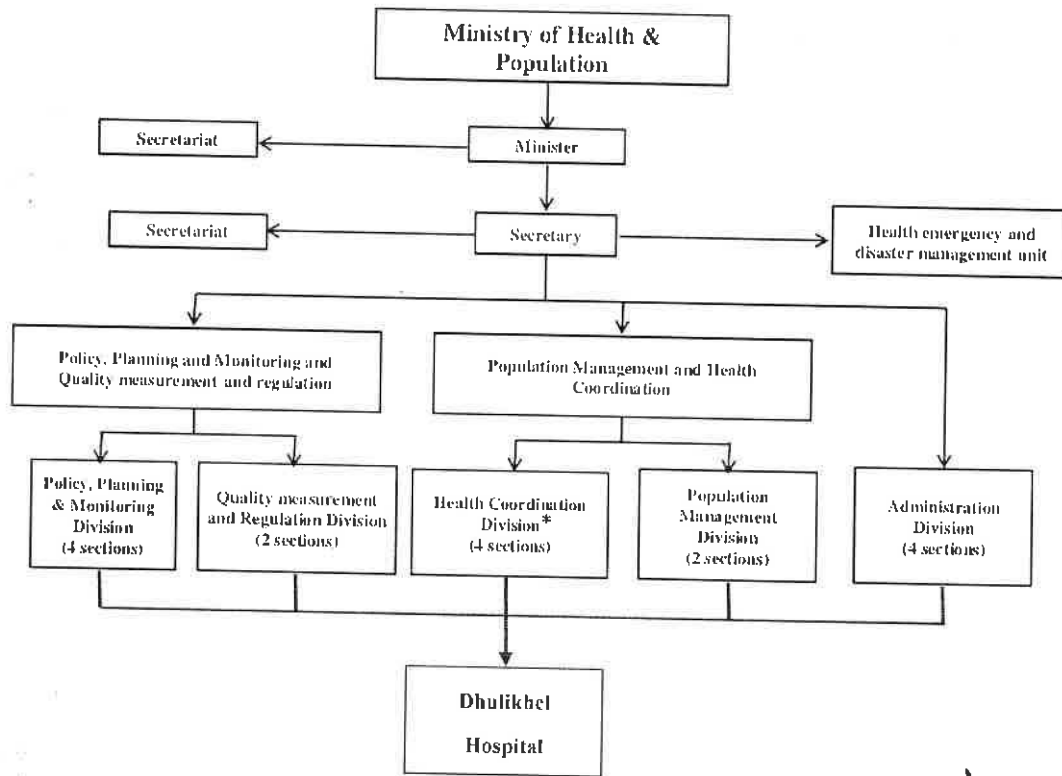 Ministry of Health &
Population
Secretariat
Minister
Secretariat
Secretary
Health emergency and
disaster management unit
Policy, Planning and Monitoring and
Quality measurement and regulation
Population Management and Health
Coordination
Policy, Planning
& Monitoring
Division
(4 sections)
Quality measurement
and Regulation Division
(2 sections)
Health Coordination
Division*
(4 sections)
Population
Management
Division
(2 sections)
Administration
Division
(4 sections)
Dhulikhel
Hospital